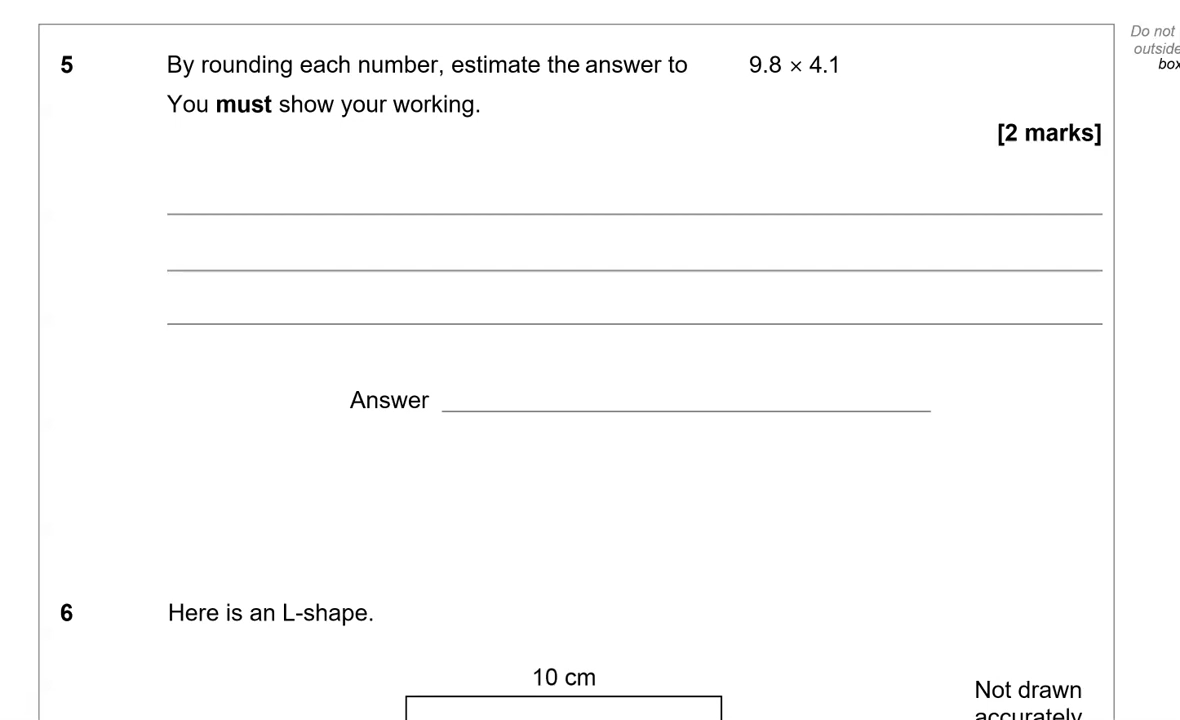 Do not
outside
box
5 By rounding each number, estimate the answer to 9.8 × 4.1
You must show your working.
[2 marks]
Answer
6 Here is an L-shape.
10 cm
Not drawn
accurately